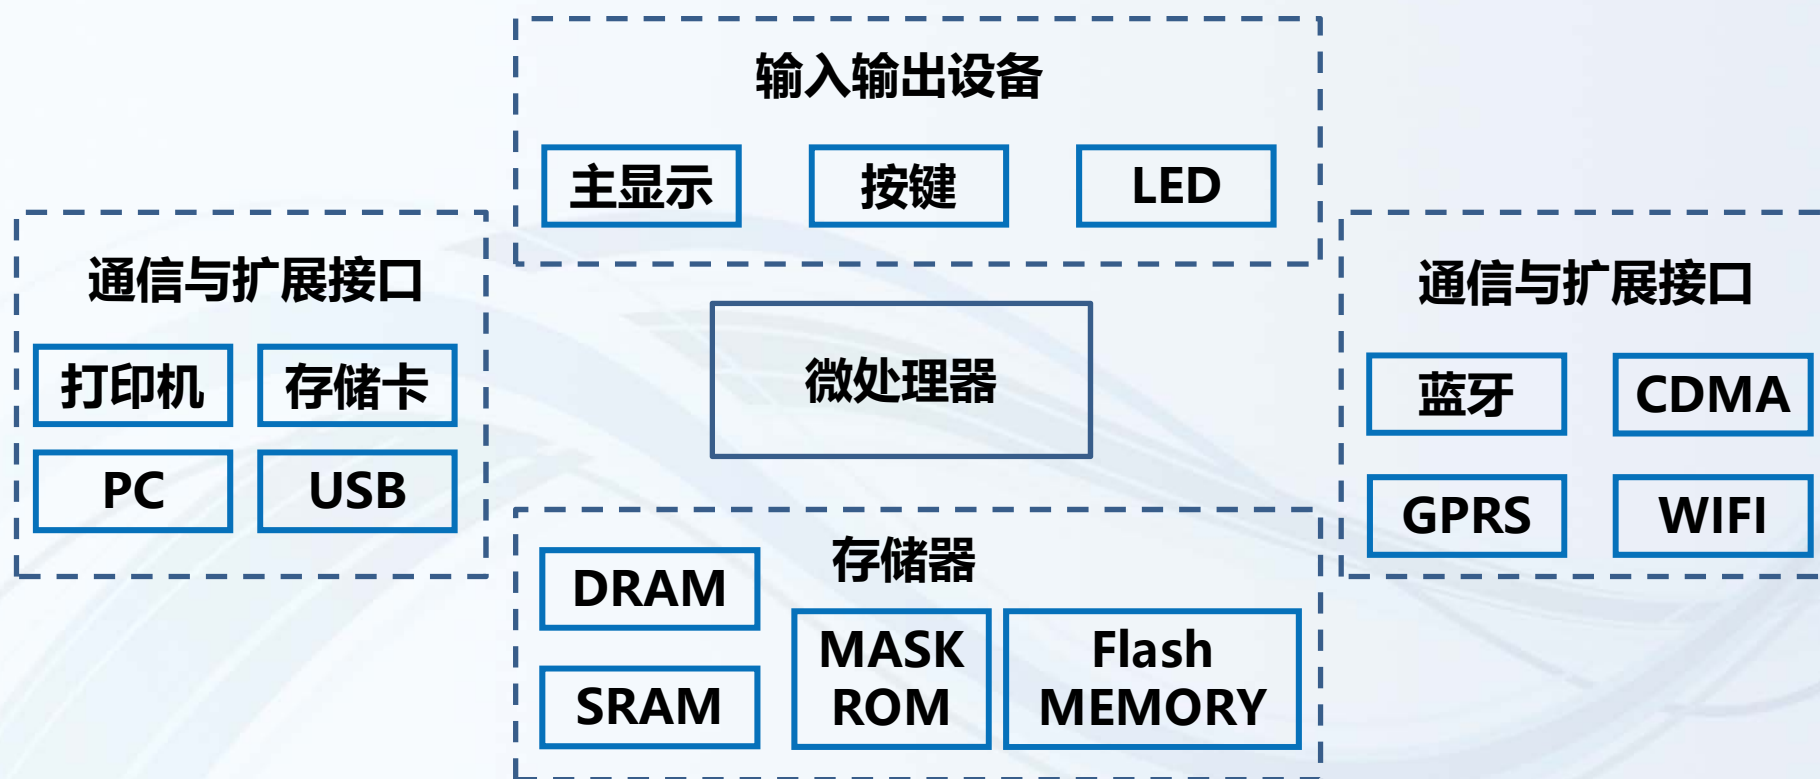 输入输出设备
主显示
按键
LED
通信与扩展接口
打印机
存储卡
PC
USB
微处理器
通信与扩展接口
蓝牙
CDMA
GPRS
WIFI
存储器
DRAM
SRAM
MASK
ROM
Flash
MEMORY